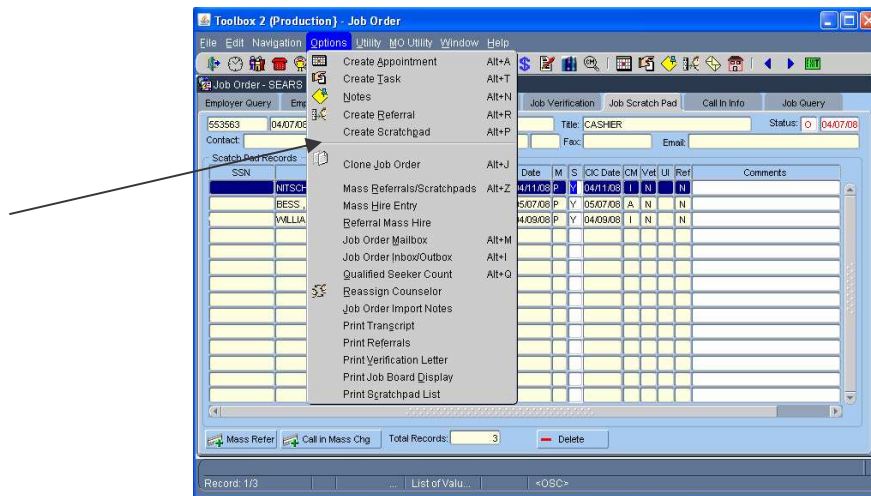 Toolbox 2 (Production) - Job Order
File Edit Navigation Options Utility MO Utility Window Help
EXIT
Job Order - SEARS
Employer Query Emp Job Verification Job Scratch Pad Call In Info Job Query
553563 04/07/08 Title: CASHIER Status: O 04/07/08
Contact: Fax: Email:
Scatch Pad Records
SSN Date M S CIC Date CM Vet UI Ref Comments
NITSCH 04/11/08 P Y 04/11/08 I N N
BESS , 05/07/08 P Y 05/07/08 A N N
WILLIA 04/09/08 P Y 04/09/08 I N N
Create Appointment Alt+A
Create Task Alt+T
Notes Alt+N
Create Referral Alt+R
Create Scratchpad Alt+P
Clone Job Order Alt+J
Mass Referrals/Scratchpads Alt+Z
Mass Hire Entry
Referral Mass Hire
Job Order Mailbox Alt+M
Job Order Inbox/Outbox Alt+I
Qualified Seeker Count Alt+Q
Reassign Counselor
Job Order Import Notes
Print Transcript
Print Referrals
Print Verification Letter
Print Job Board Display
Print Scratchpad List
Mass Refer Call in Mass Chg Total Records: 3 Delete
Record: 1/3 ... List of Valu... <OSC>